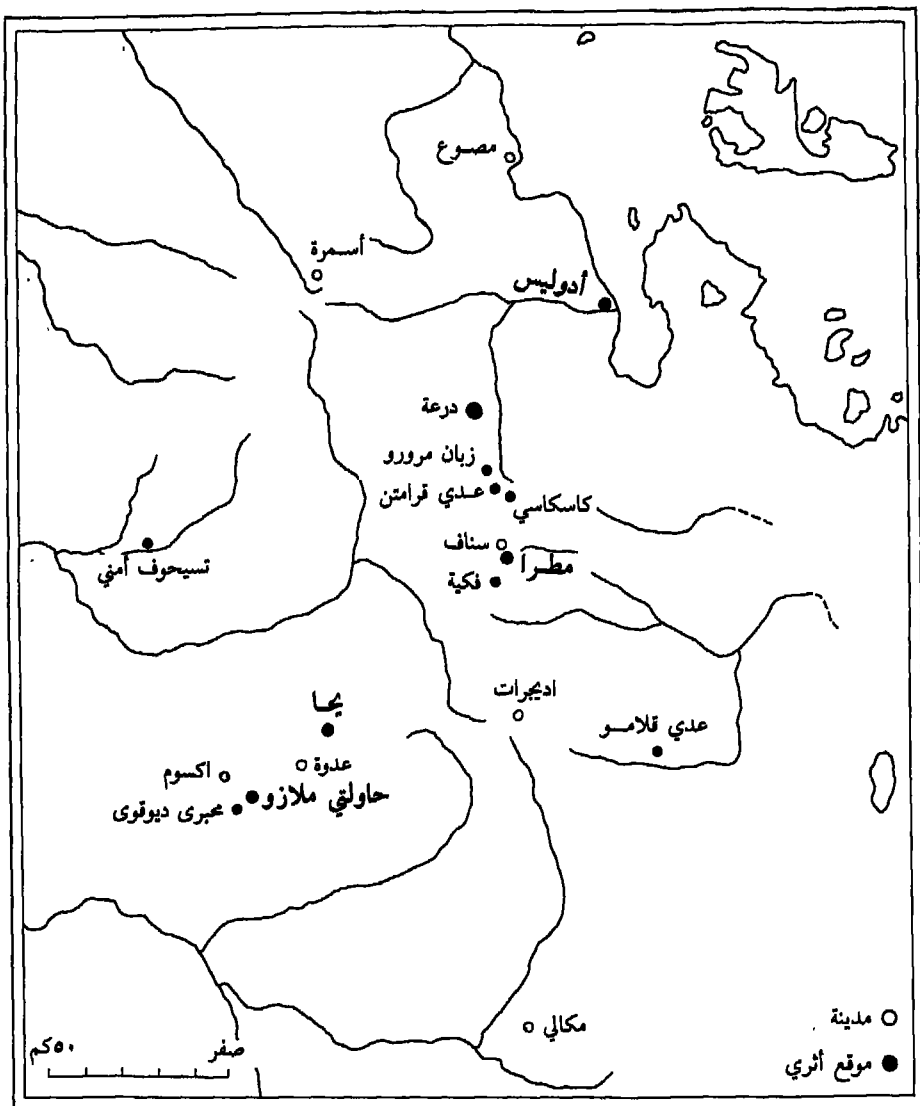 مصوع
أسمرة
أدوليس
درعة
زبان مرورو
عدي قرامتن
كاسكاسي
سناف
مطرا
فكية
تسيحوف أمني
اديجرات
يحا
عدي قلامو
عدوة
اكسوم
حاولتي ملازو
محبرى ديوقوى
مكالي
مدينة
موقع أثري
صفر
٥٠كم